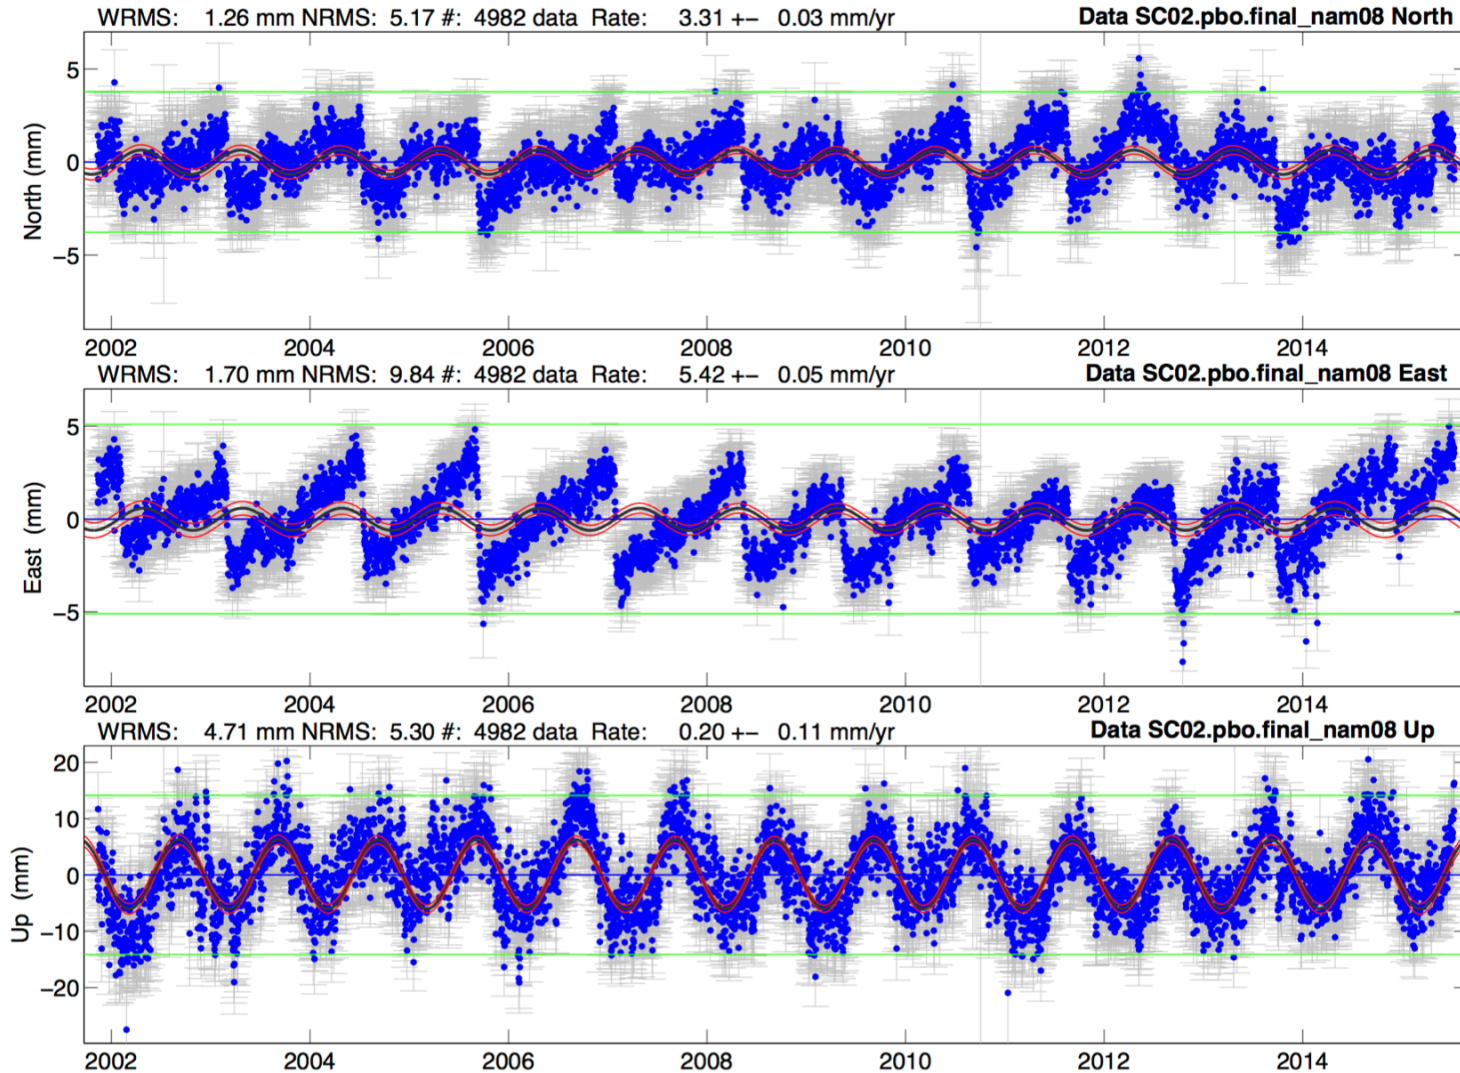 WRMS: 1.26 mm NRMS: 5.17 #: 4982 data Rate: 3.31 +− 0.03 mm/yr Data SC02.pbo.final_nam08 North
5
0
−5
North (mm)
2002 2004 2006 2008 2010 2012 2014
WRMS: 1.70 mm NRMS: 9.84 #: 4982 data Rate: 5.42 +− 0.05 mm/yr Data SC02.pbo.final_nam08 East
5
0
−5
East (mm)
2002 2004 2006 2008 2010 2012 2014
WRMS: 4.71 mm NRMS: 5.30 #: 4982 data Rate: 0.20 +− 0.11 mm/yr Data SC02.pbo.final_nam08 Up
20
10
0
−10
−20
Up (mm)
2002 2004 2006 2008 2010 2012 2014